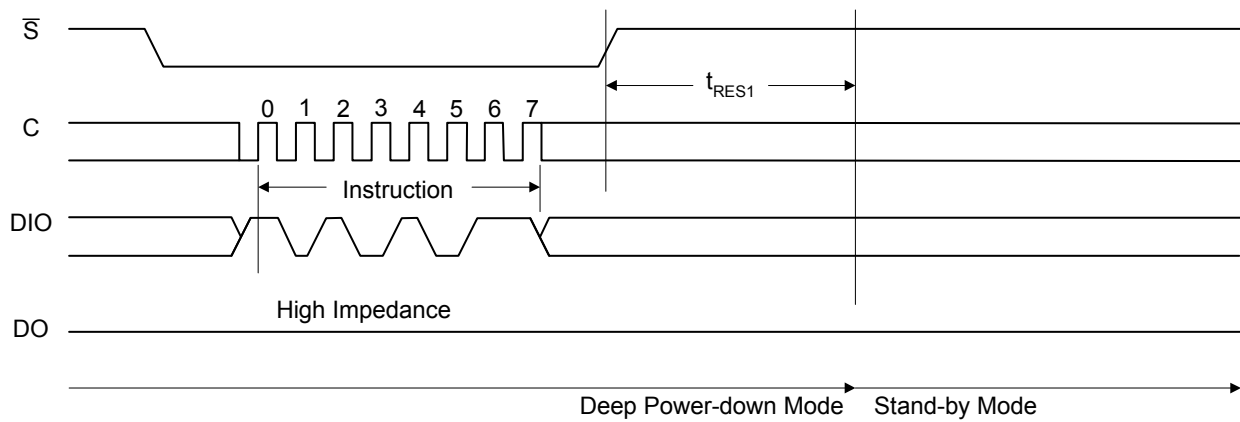 S̅
t_RES1
0 1 2 3 4 5 6 7
C
Instruction
DIO
High Impedance
DO
Deep Power-down Mode Stand-by Mode